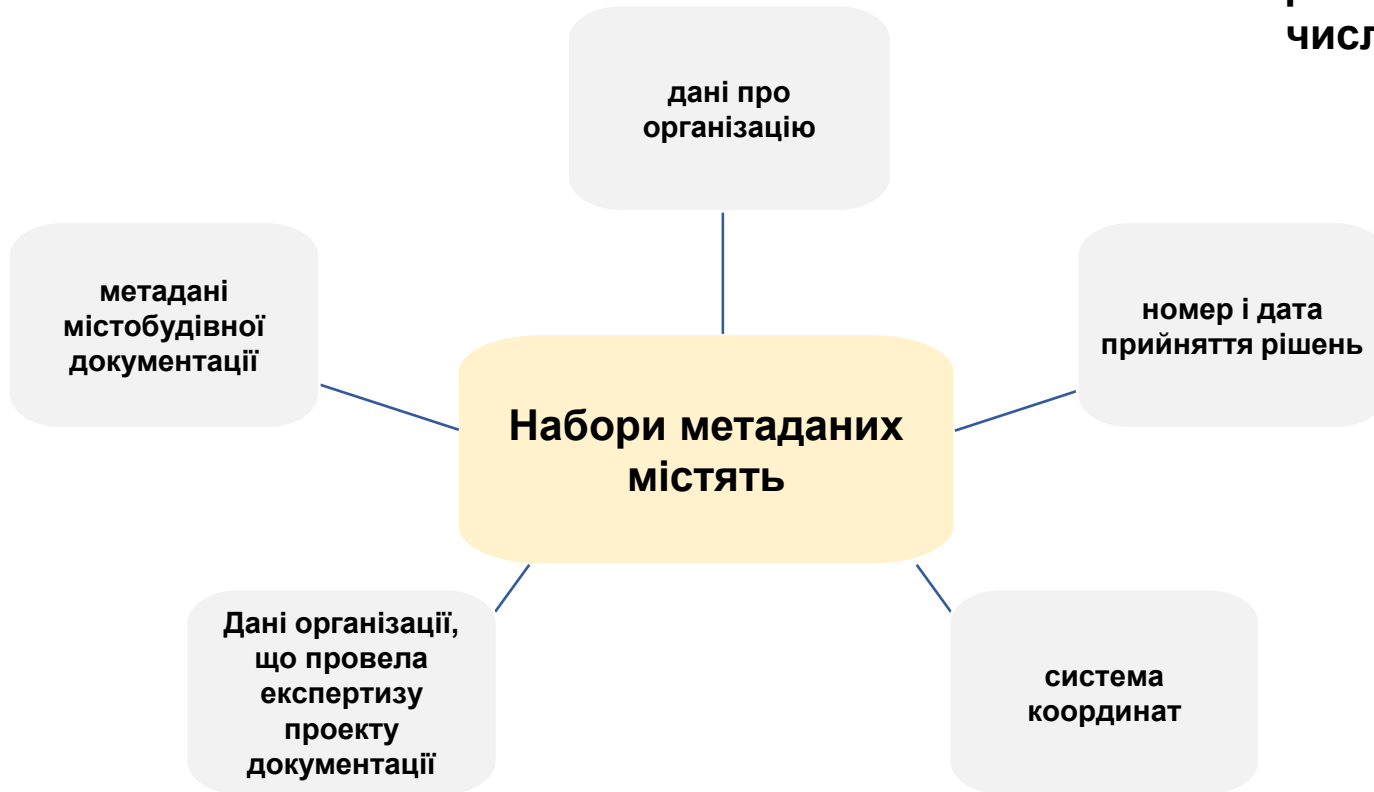 дані про
організацію
метадані
містобудівної
документації
номер і дата
прийняття рішень
Набори метаданих
містять
Дані організації,
що провела
експертизу
проекту
документації
система
координат